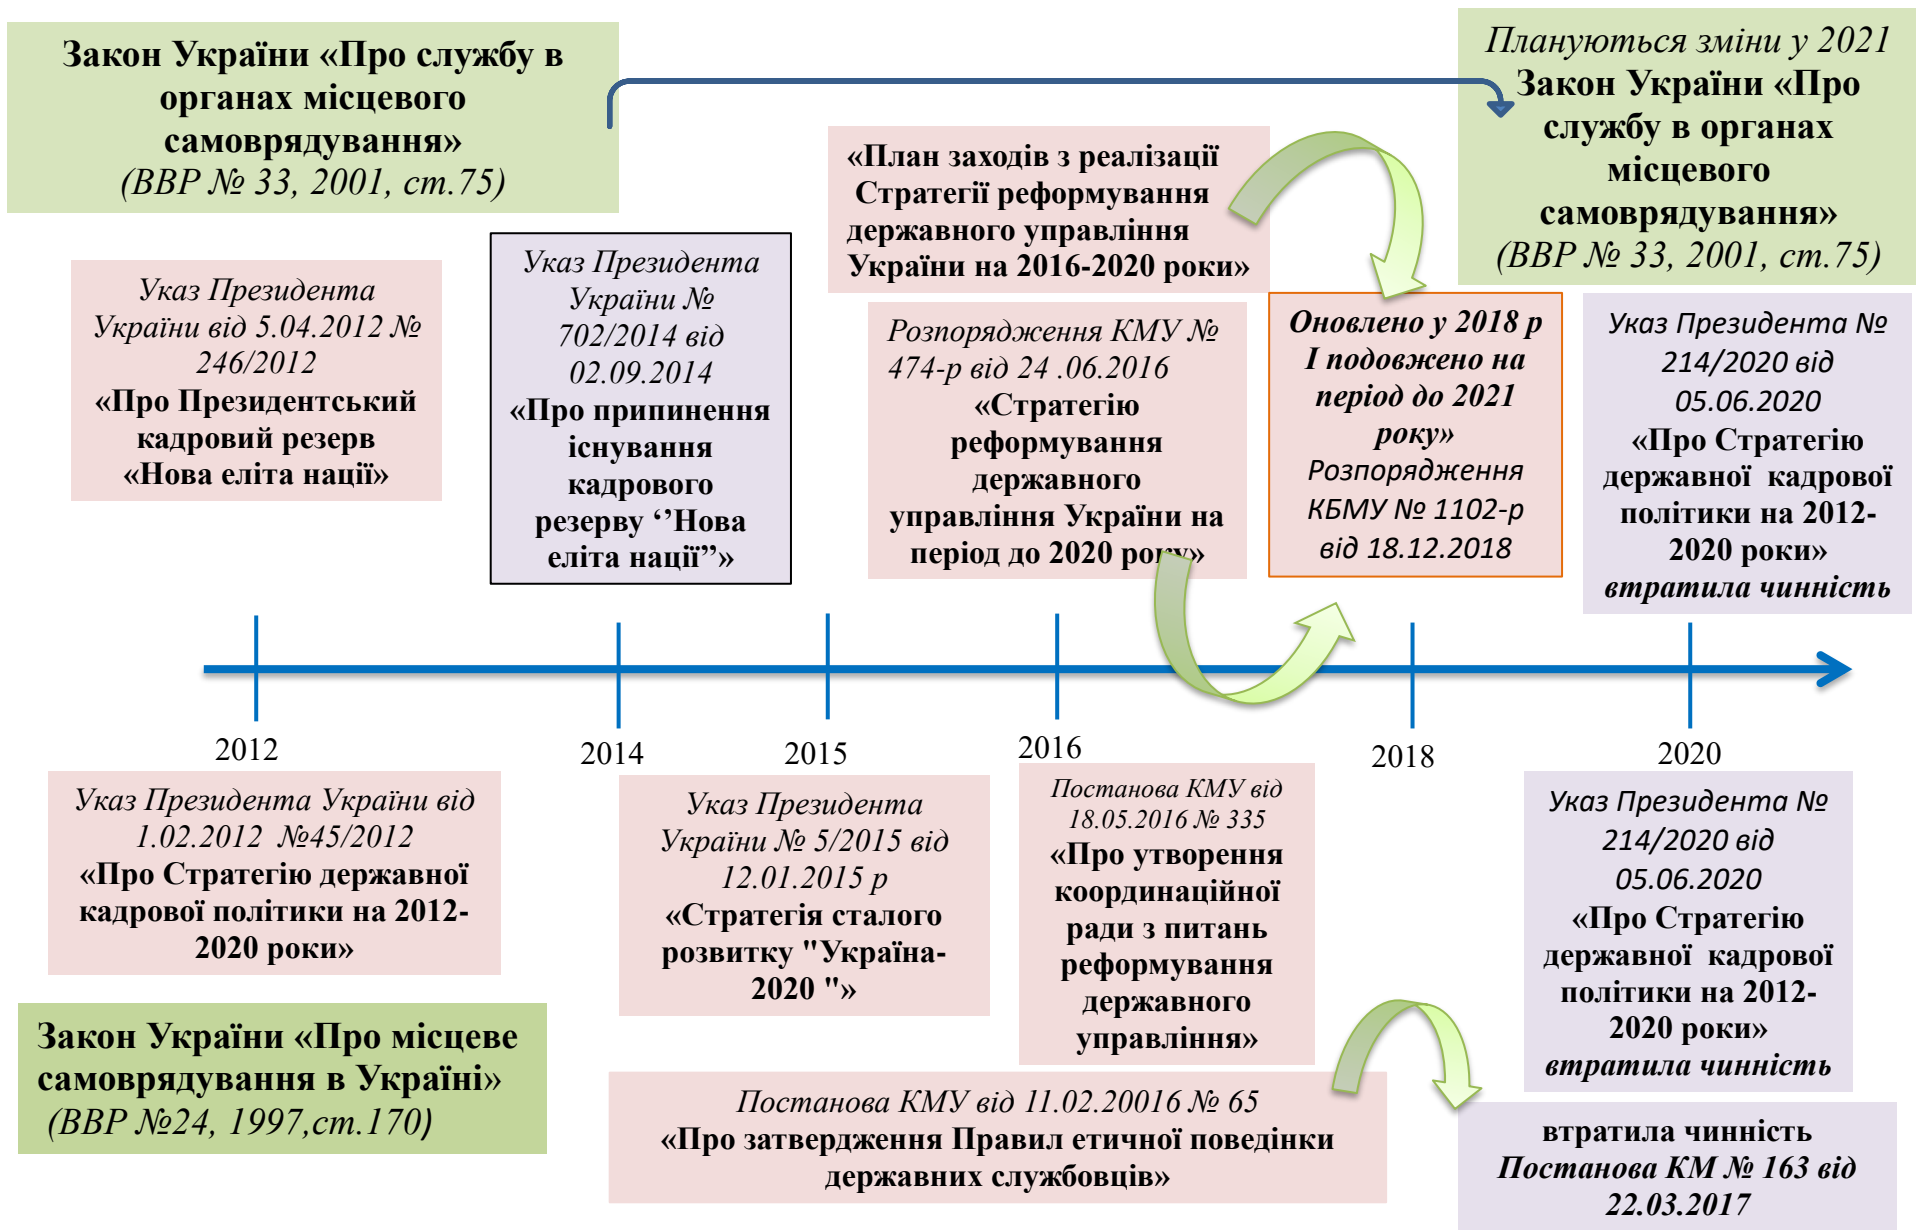 Закон України «Про службу в
органах місцевого
самоврядування»
(ВВР № 33, 2001, ст.75)
Плануються зміни у 2021
Закон України «Про
службу в органах
місцевого
самоврядування»
(ВВР № 33, 2001, ст.75)
«План заходів з реалізації
Стратегії реформування
державного управління
України на 2016-2020 роки»
Указ Президента
України від 5.04.2012 №
246/2012
«Про Президентський
кадровий резерв
«Нова еліта нації»
Указ Президента
України №
702/2014 від
02.09.2014
«Про припинення
існування
кадрового
резерву ‘’Нова
еліта нації”»
Розпорядження КМУ №
474-р від 24 .06.2016
«Стратегію
реформування
державного
управління України на
період до 2020 року»
Оновлено у 2018 р
І подовжено на
період до 2021
року»
Розпорядження
КБМУ № 1102-р
від 18.12.2018
Указ Президента №
214/2020 від
05.06.2020
«Про Стратегію
державної кадрової
політики на 2012-
2020 роки»
втратила чинність
2012
2014
2015
2016
2018
2020
Указ Президента України від
1.02.2012 №45/2012
«Про Стратегію державної
кадрової політики на 2012-
2020 роки»
Указ Президента
України № 5/2015 від
12.01.2015 р
«Стратегія сталого
розвитку "Україна-
2020 "»
Постанова КМУ від
18.05.2016 № 335
«Про утворення
координаційної
ради з питань
реформування
державного
управління»
Указ Президента №
214/2020 від
05.06.2020
«Про Стратегію
державної кадрової
політики на 2012-
2020 роки»
втратила чинність
Закон України «Про місцеве
самоврядування в Україні»
(ВВР №24, 1997,ст.170)
Постанова КМУ від 11.02.20016 № 65
«Про затвердження Правил етичної поведінки
державних службовців»
втратила чинність
Постанова КМ № 163 від
22.03.2017